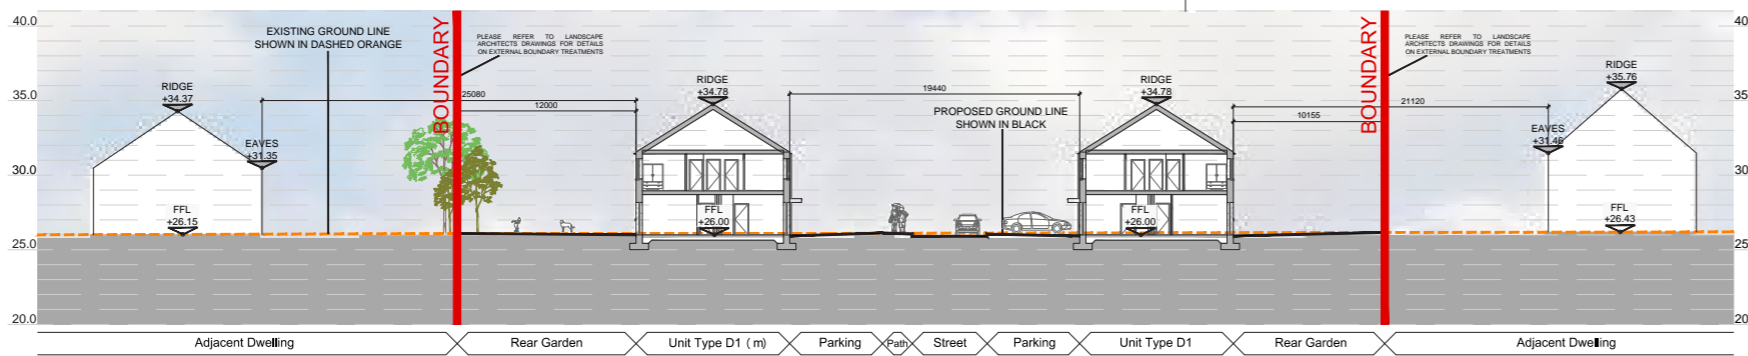 40.0
35.0
30.0
25.0
20.0
EXISTING GROUND LINE
SHOWN IN DASHED ORANGE
RIDGE
+34.37
EAVES
+31.35
FFL
+26.15
BOUNDARY
PLEASE REFER TO LANDSCAPE
ARCHITECTS DRAWINGS FOR DETAILS
ON EXTERNAL BOUNDARY TREATMENTS
25080
12000
RIDGE
+34.78
FFL
+26.00
19440
PROPOSED GROUND LINE
SHOWN IN BLACK
RIDGE
+34.78
FFL
+26.00
BOUNDARY
PLEASE REFER TO LANDSCAPE
ARCHITECTS DRAWINGS FOR DETAILS
ON EXTERNAL BOUNDARY TREATMENTS
21120
10155
EAVES
RIDGE
+35.76
FFL
+26.43
40
35
30
25
20
Adjacent Dwelling
Rear Garden
Unit Type D1 (m)
Parking
Path
Street
Parking
Unit Type D1
Rear Garden
Adjacent Dwelling